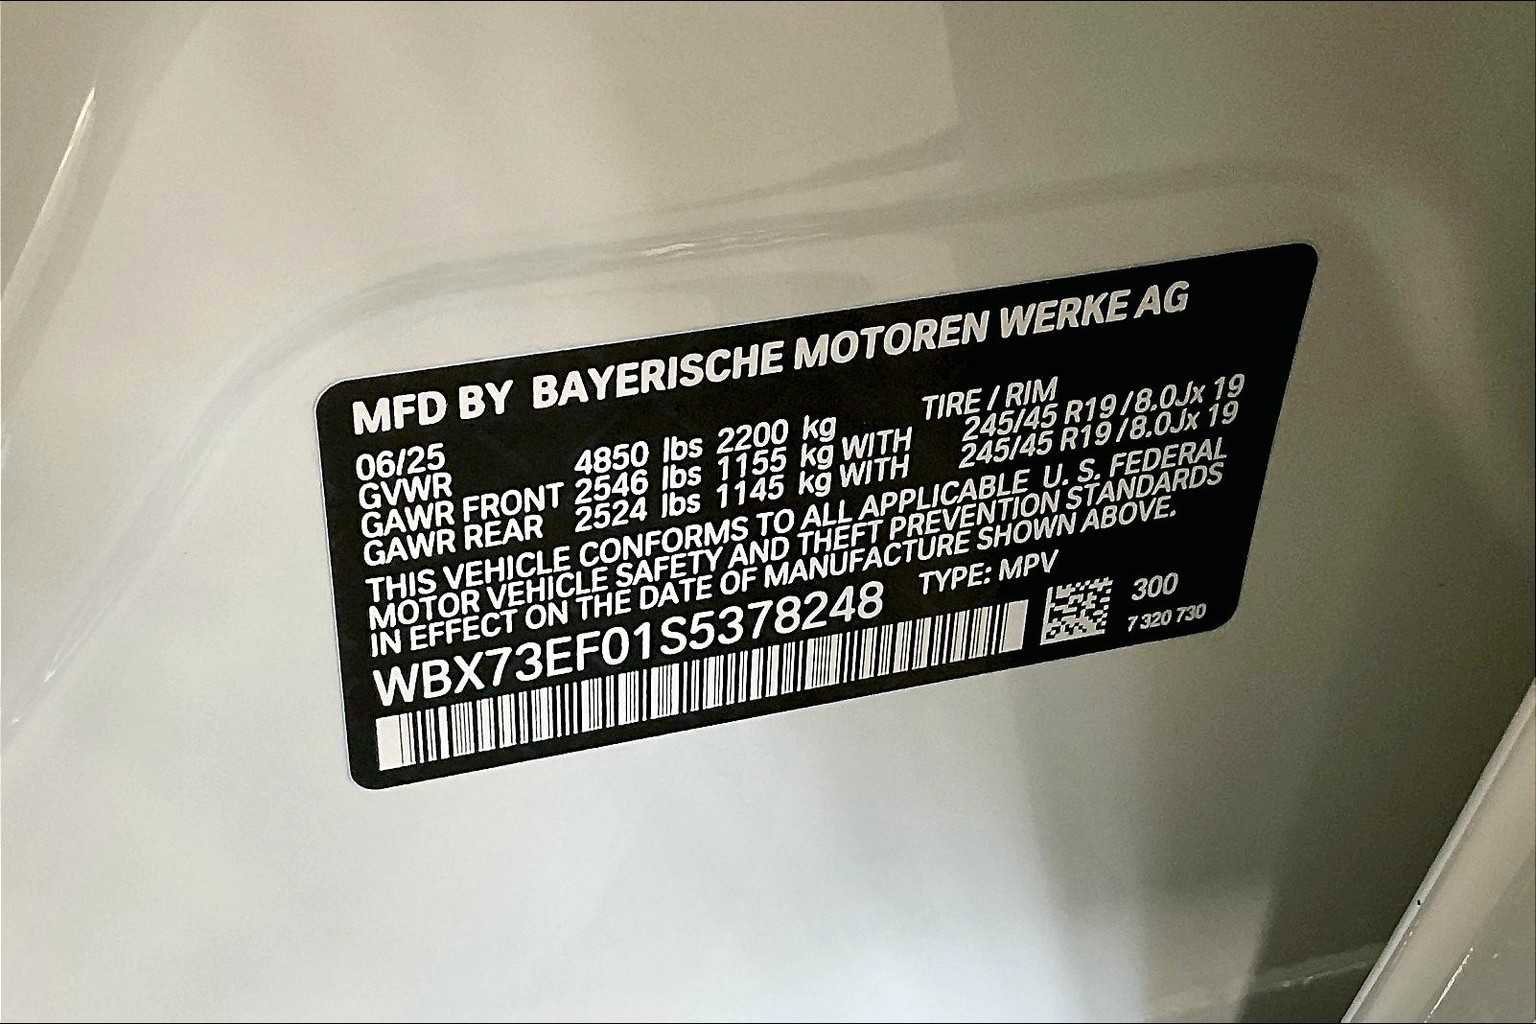 MFD BY BAYERISCHE MOTOREN WERKE AG
06/25 TIRE / RIM
GVWR 4850 lbs 2200 kg
GAWR FRONT 2546 lbs 1155 kg WITH 245/45 R19 /8.0Jx 19
GAWR REAR 2524 lbs 1145 kg WITH 245/45 R19 /8.0Jx 19
THIS VEHICLE CONFORMS TO ALL APPLICABLE U. S. FEDERAL
MOTOR VEHICLE SAFETY AND THEFT PREVENTION STANDARDS
IN EFFECT ON THE DATE OF MANUFACTURE SHOWN ABOVE.
WBX73EF01S5378248 TYPE: MPV
300
7 320 730